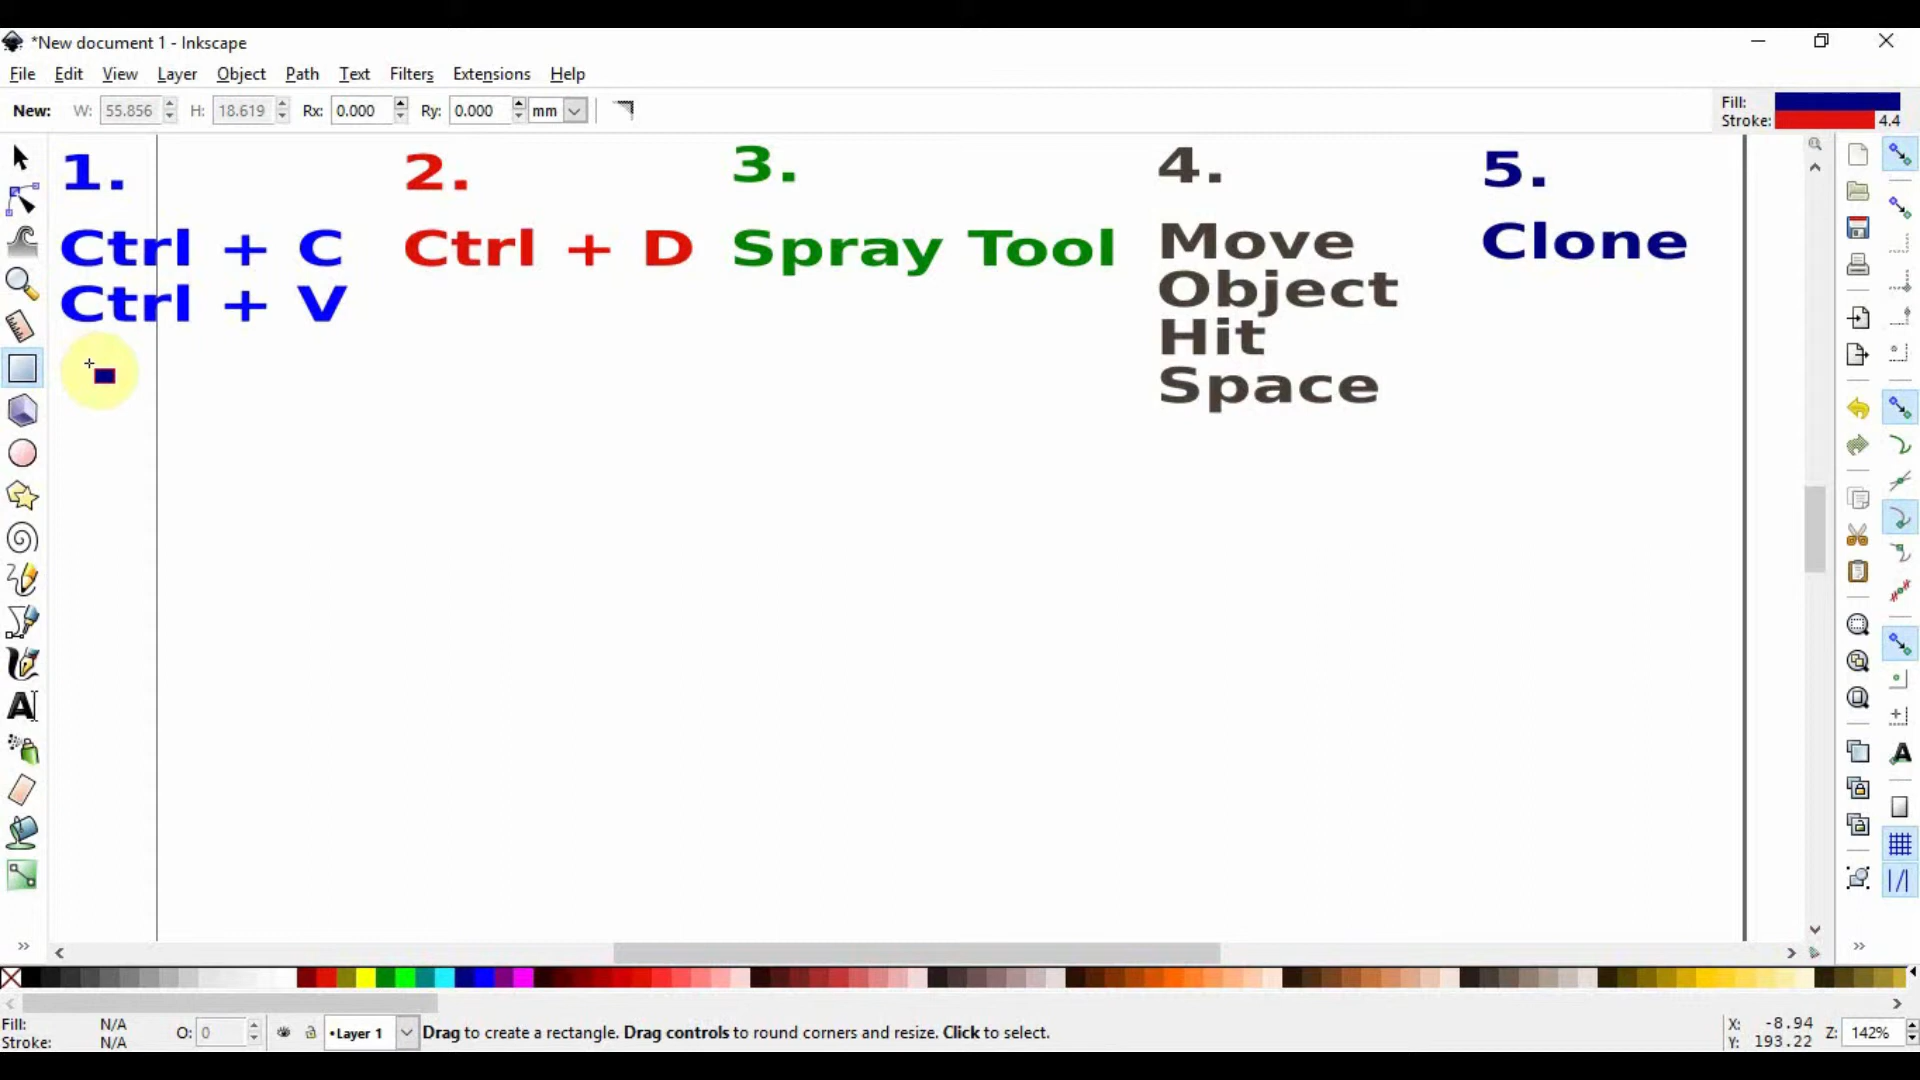 *New document 1 - Inkscape
File Edit View Layer Object Path Text Filters Extensions Help
New: W: 55.856 H: 18.619 Rx: 0.000 Ry: 0.000 mm
Fill:
Stroke: 4.4
1.
Ctrl + C
Ctrl + V
2.
Ctrl + D
3.
Spray Tool
4.
Move
Object
Hit
Space
5.
Clone
Fill: N/A
Stroke: N/A
O: 0
•Layer 1
Drag to create a rectangle. Drag controls to round corners and resize. Click to select.
X: -8.94
Y: 193.22
Z: 142%